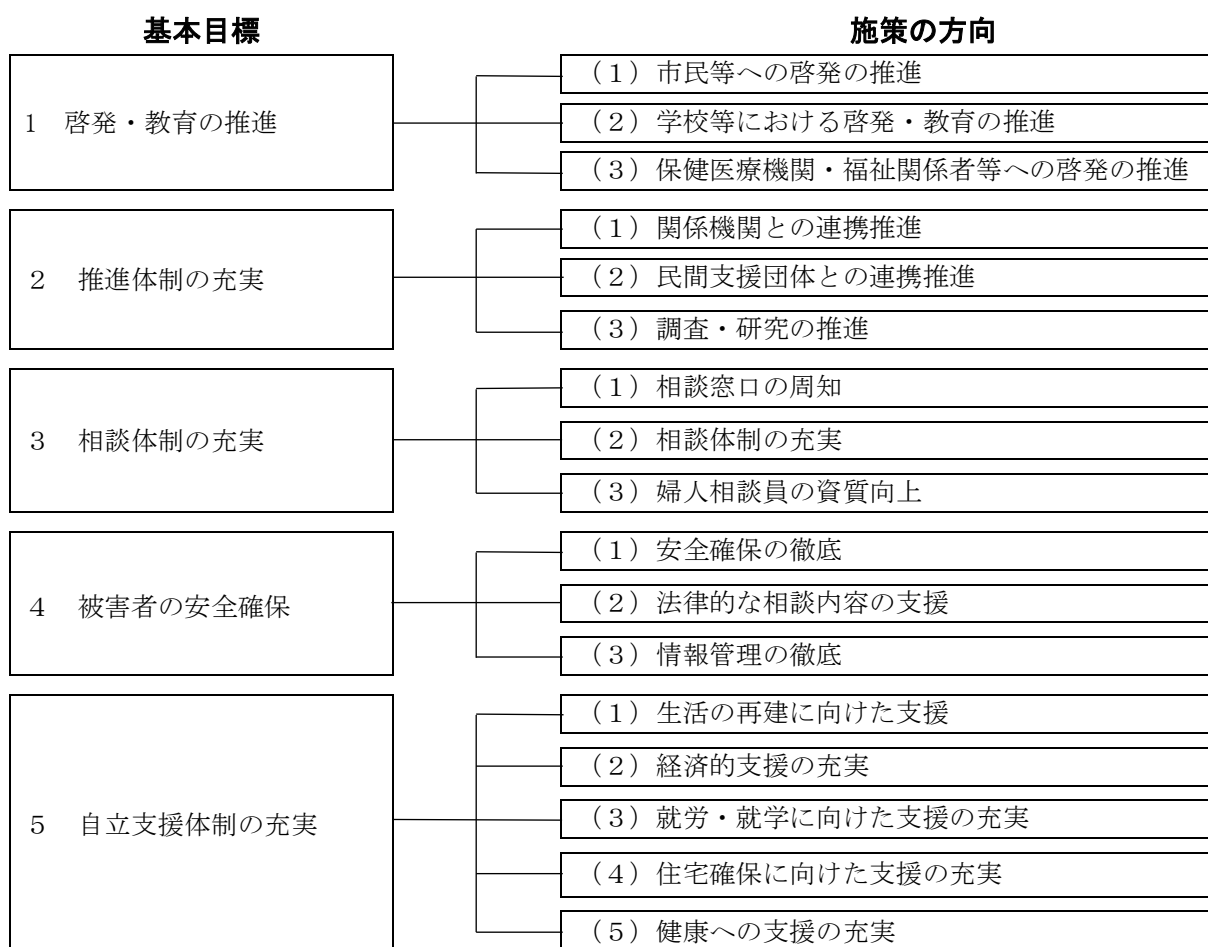 基本目標 施策の方向
1 啓発・教育の推進
（１）市民等への啓発の推進
（２）学校等における啓発・教育の推進
（３）保健医療機関・福祉関係者等への啓発の推進
２ 推進体制の充実
（１）関係機関との連携推進
（２）民間支援団体との連携推進
（３）調査・研究の推進
３ 相談体制の充実
（１）相談窓口の周知
（２）相談体制の充実
（３）婦人相談員の資質向上
４ 被害者の安全確保
（１）安全確保の徹底
（２）法律的な相談内容の支援
（３）情報管理の徹底
５ 自立支援体制の充実
（１）生活の再建に向けた支援
（２）経済的支援の充実
（３）就労・就学に向けた支援の充実
（４）住宅確保に向けた支援の充実
（５）健康への支援の充実